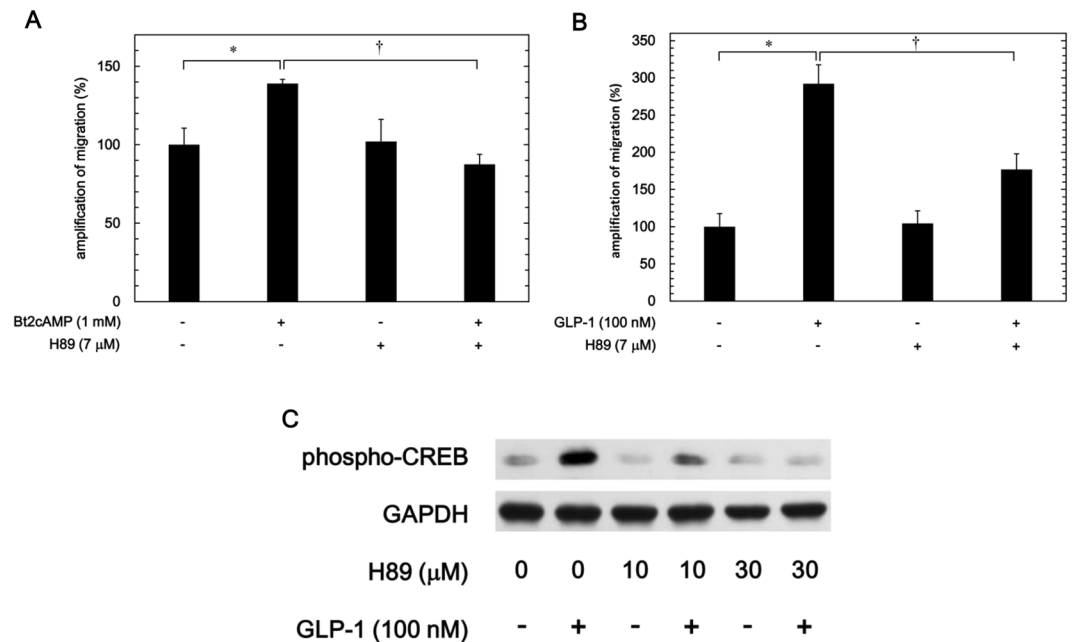 A
amplification of migration (%)
150
100
50
0
*
†
Bt2cAMP (1 mM) - + - +
H89 (7 μM) - - + +
B
amplification of migration (%)
350
300
250
200
150
100
50
0
*
†
GLP-1 (100 nM) - + - +
H89 (7 μM) - - + +
C
phospho-CREB
GAPDH
H89 (μM) 0 0 10 10 30 30
GLP-1 (100 nM) - + - + - +